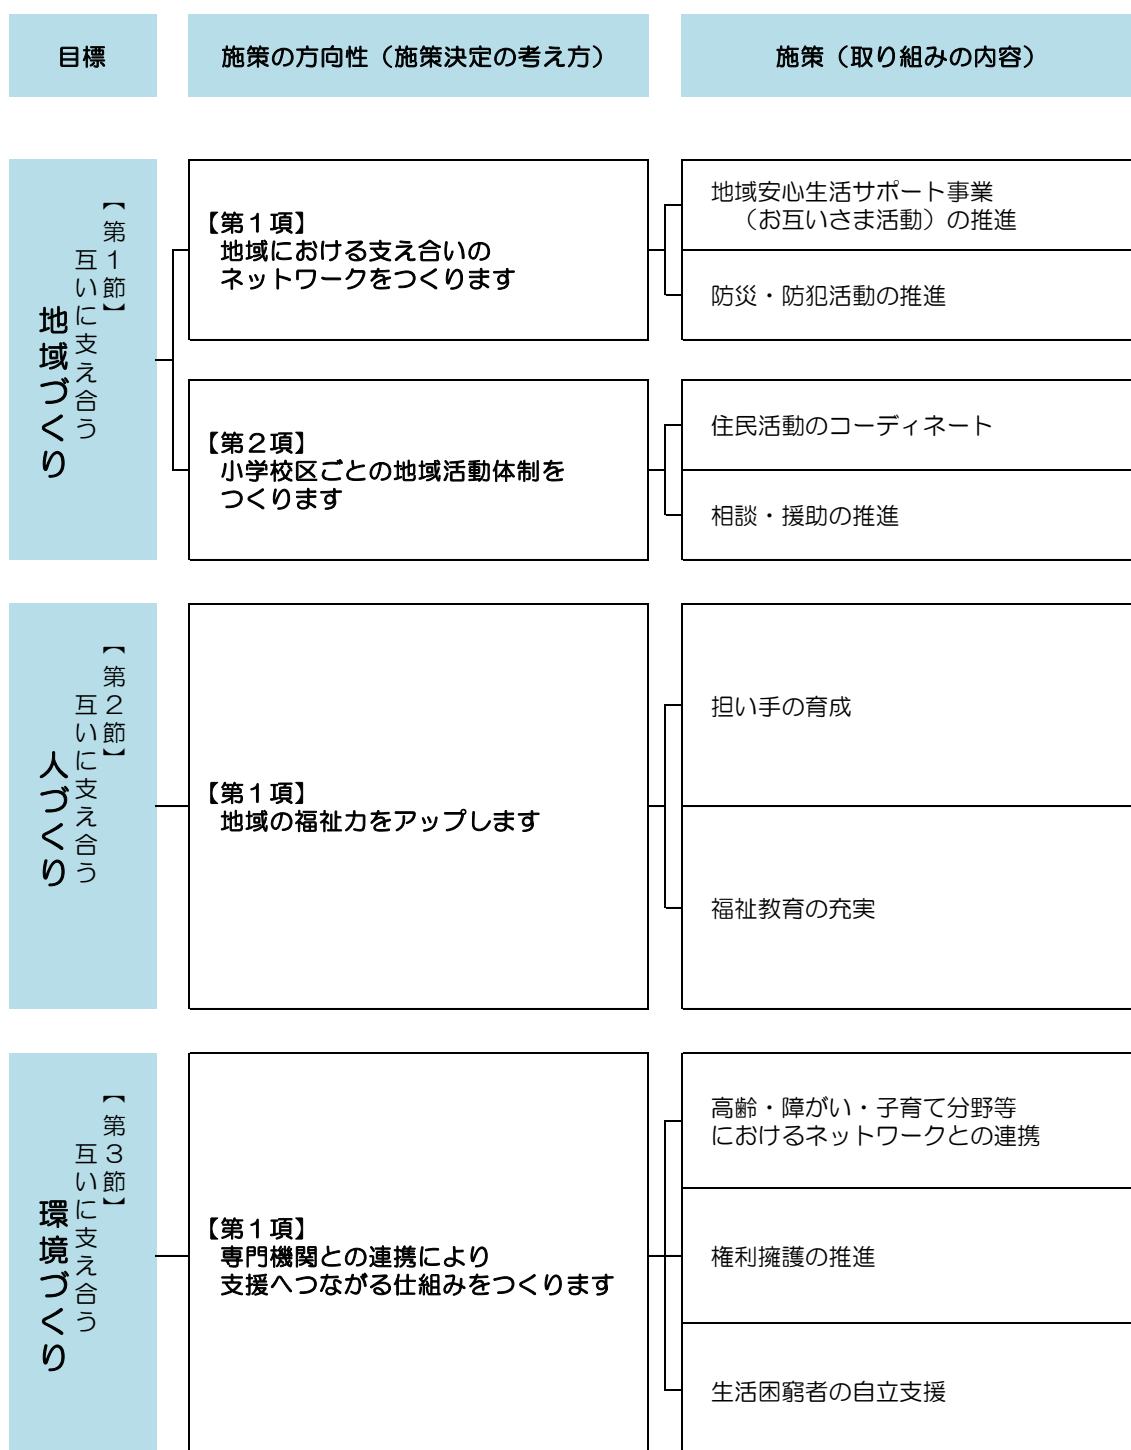 目標
施策の方向性（施策決定の考え方）
施策（取り組みの内容）
【第１節】
互いに支え合う
地域づくり
【第１項】
地域における支え合いの
ネットワークをつくります
地域安心生活サポート事業
（お互いさま活動）の推進
防災・防犯活動の推進
【第２項】
小学校区ごとの地域活動体制を
つくります
住民活動のコーディネート
相談・援助の推進
【第２節】
互いに支え合う
人づくり
【第１項】
地域の福祉力をアップします
担い手の育成
福祉教育の充実
【第３節】
互いに支え合う
環境づくり
【第１項】
専門機関との連携により
支援へつながる仕組みをつくります
高齢・障がい・子育て分野等
におけるネットワークとの連携
権利擁護の推進
生活困窮者の自立支援